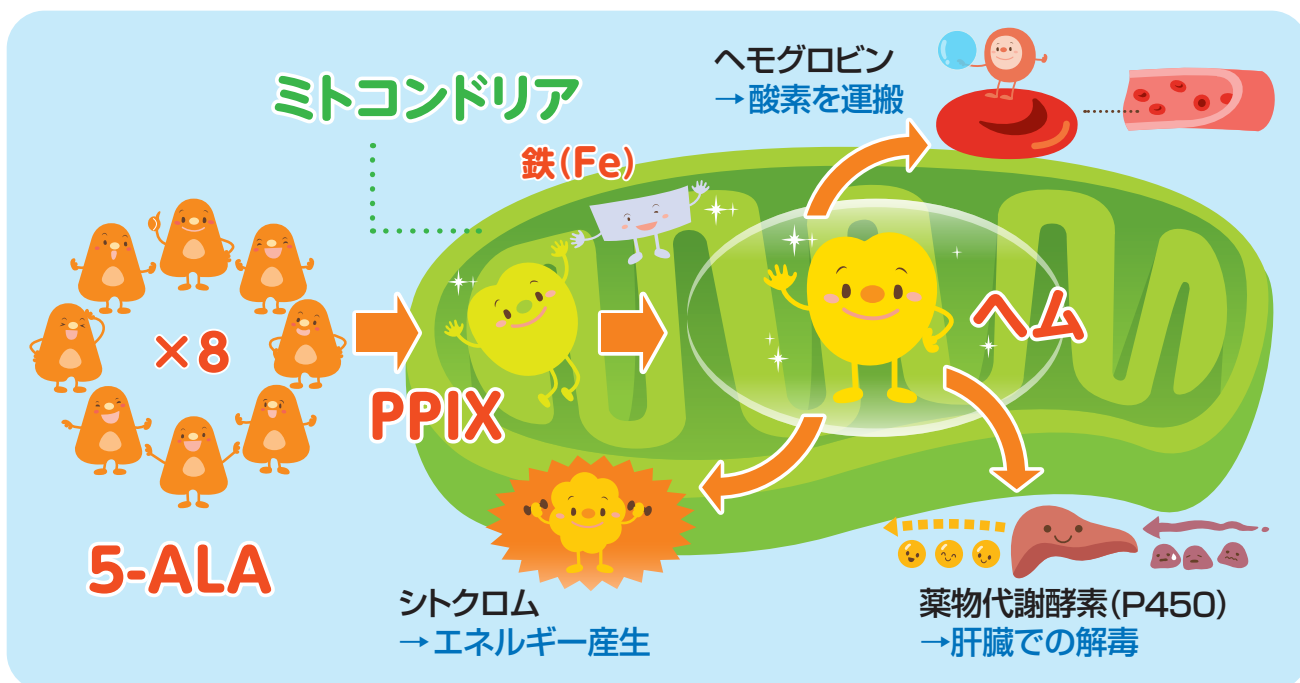 ミトコンドリア
鉄(Fe)
×8
5-ALA
PPIX
ヘム
ヘモグロビン
→酸素を運搬
シトクロム
→エネルギー産生
薬物代謝酵素(P450)
→肝臓での解毒